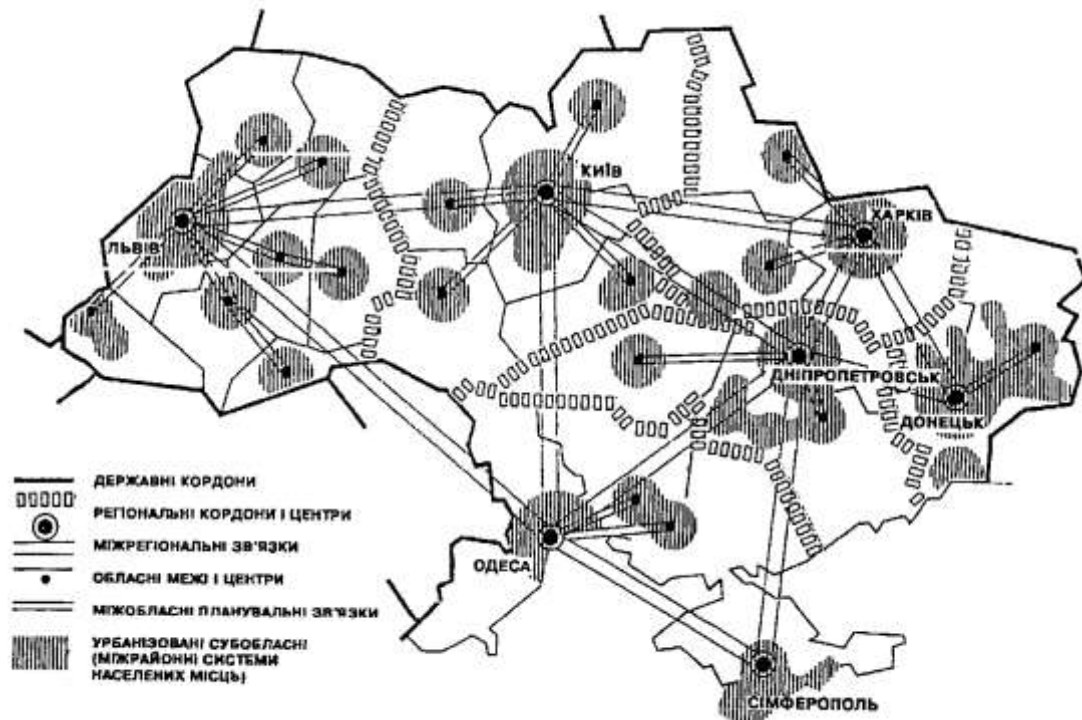 КИЇВ
ХАРКІВ
ЛЬВІВ
ДНІПРОПЕТРОВСЬК
ДОНЕЦЬК
ОДЕСА
СІМФЕРОПОЛЬ
ДЕРЖАВНІ КОРДОНИ
РЕГІОНАЛЬНІ КОРДОНИ І ЦЕНТРИ
МІЖРЕГІОНАЛЬНІ ЗВ'ЯЗКИ
ОБЛАСНІ МЕЖІ І ЦЕНТРИ
МІЖОБЛАСНІ ПЛАНУВАЛЬНІ ЗВ'ЯЗКИ
УРБАНІЗОВАНІ СУБОБЛАСНІ
(МІЖРАЙОННІ СИСТЕМИ
НАСЕЛЕНИХ МІСЦЬ)